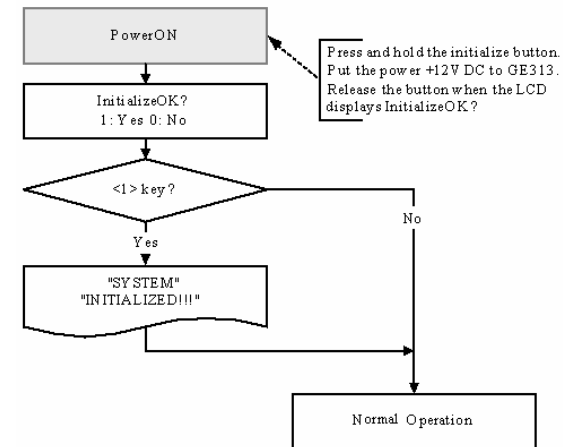 PowerON
Press and hold the initialize button.
Put the power +12V DC to GE313.
Release the button when the LCD
displays InitializeOK?
InitializeOK?
1: Yes 0: No
<1> key?
No
Yes
"SYSTEM"
"INITIALIZED!!!"
Normal Operation